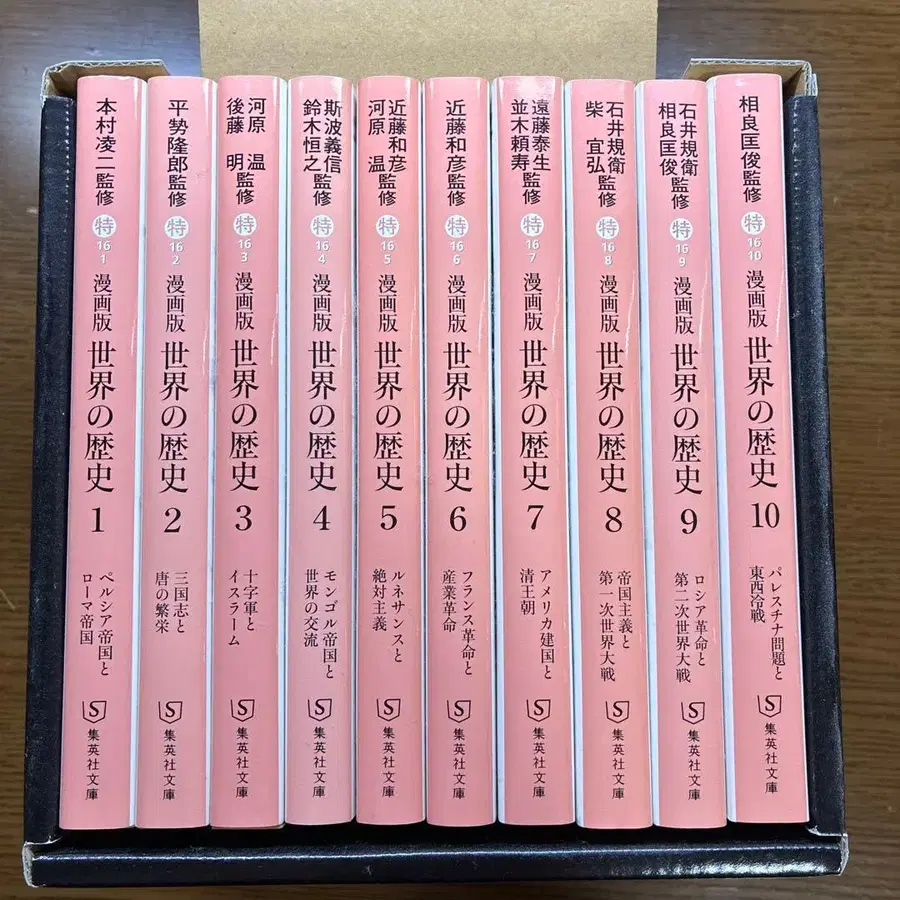 本村凌二監修
特
16
1
漫画版
世界の歴史
1
ペルシア帝国と
ローマ帝国
S
集英社文庫
平勢隆郎監修
特
16
2
漫画版
世界の歴史
2
三国志と
唐の繁栄
S
集英社文庫
河原 温
後藤 明
監修
特
16
3
漫画版
世界の歴史
3
十字軍と
イスラーム
S
集英社文庫
斯波義信
鈴木恒之
監修
特
16
4
漫画版
世界の歴史
4
モンゴル帝国と
世界の交流
S
集英社文庫
近藤和彦
河原 温
監修
特
16
5
漫画版
世界の歴史
5
ルネサンスと
絶対主義
S
集英社文庫
近藤和彦監修
特
16
6
漫画版
世界の歴史
6
フランス革命と
産業革命
S
集英社文庫
遠藤泰生
並木頼寿
監修
特
16
7
漫画版
世界の歴史
7
アメリカ建国と
清王朝
S
集英社文庫
石井規衛
柴 宜弘
監修
特
16
8
漫画版
世界の歴史
8
帝国主義と
第一次世界大戦
S
集英社文庫
石井規衛
相良匡俊
監修
特
16
9
漫画版
世界の歴史
9
ロシア革命と
第二次世界大戦
S
集英社文庫
相良匡俊監修
特
16
10
漫画版
世界の歴史
10
パレスチナ問題と
東西冷戦
S
集英社文庫